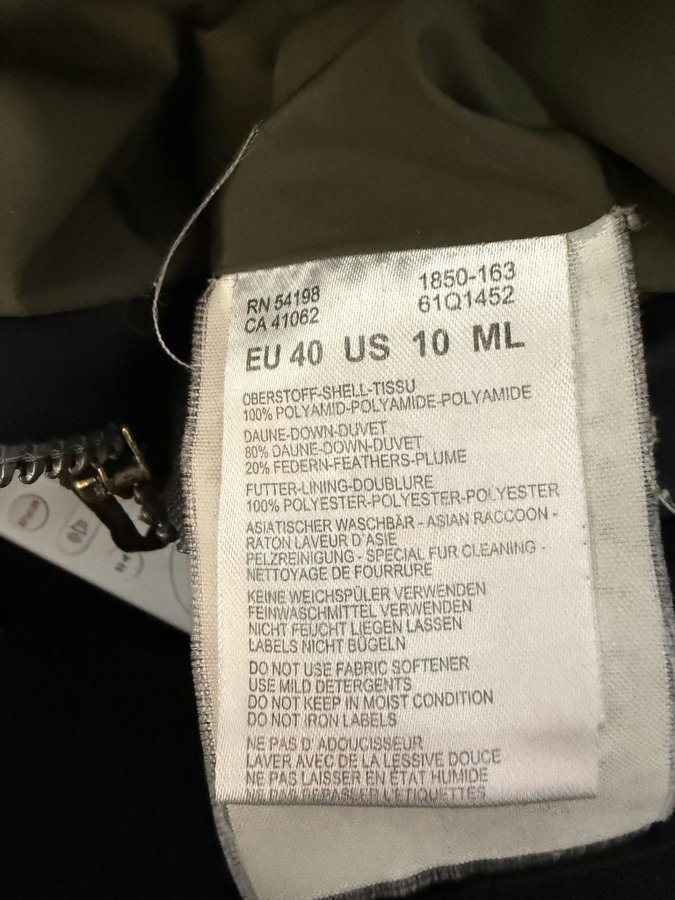 RN 54198 1850-163
CA 41062 61Q1452
EU 40 US 10 ML
OBERSTOFF-SHELL-TISSU
100% POLYAMID-POLYAMIDE-POLYAMIDE
DAUNE-DOWN-DUVET
80% DAUNE-DOWN-DUVET
20% FEDERN-FEATHERS-PLUME
FUTTER-LINING-DOUBLURE
100% POLYESTER-POLYESTER-POLYESTER
ASIATISCHER WASCHBÄR - ASIAN RACCOON -
RATON LAVEUR D'ASIE
PELZREINIGUNG - SPECIAL FUR CLEANING -
NETTOYAGE DE FOURRURE
KEINE WEICHSPÜLER VERWENDEN
FEINWASCHMITTEL VERWENDEN
NICHT FEUCHT LIEGEN LASSEN
LABELS NICHT BÜGELN
DO NOT USE FABRIC SOFTENER
USE MILD DETERGENTS
DO NOT KEEP IN MOIST CONDITION
DO NOT IRON LABELS
NE PAS D'ADOUCISSEUR
LAVER AVEC DE LA LESSIVE DOUCE
NE PAS LAISSER EN ÉTAT HUMIDE
NE PAS REPASSER L'ETIQUETTES